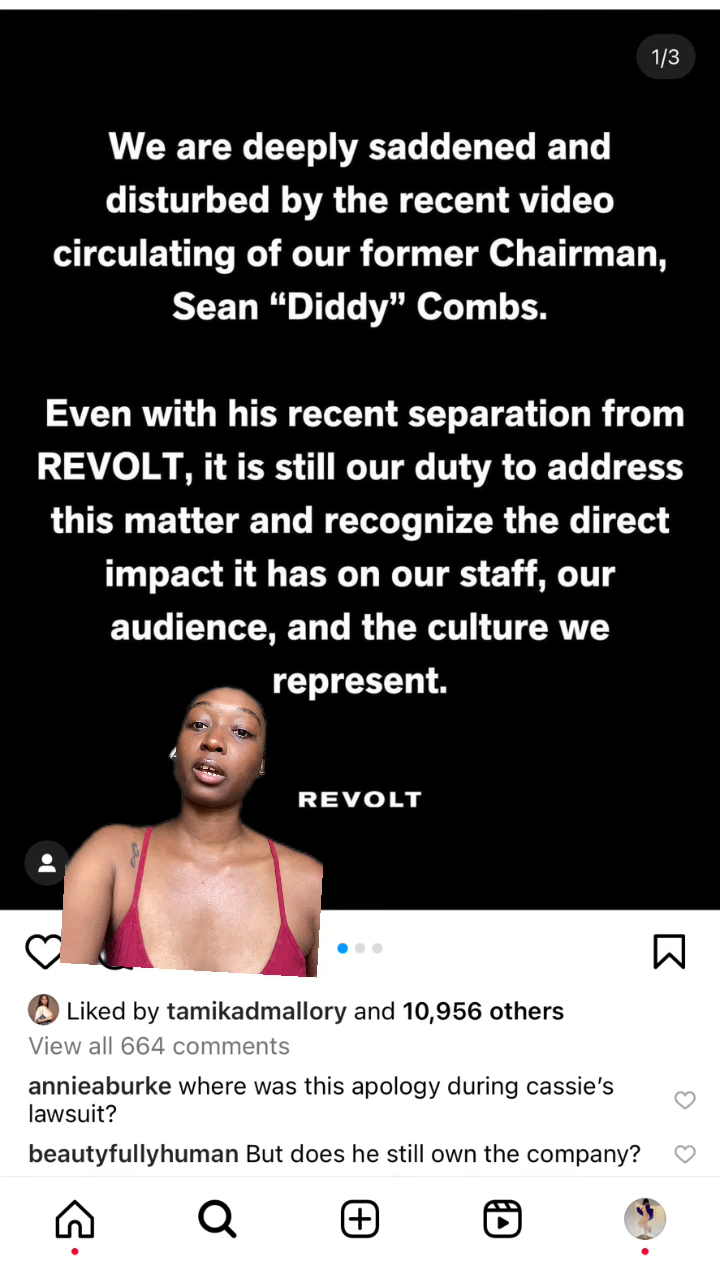 1/3
We are deeply saddened and
disturbed by the recent video
circulating of our former Chairman,
Sean “Diddy” Combs.
Even with his recent separation from
REVOLT, it is still our duty to address
this matter and recognize the direct
impact it has on our staff, our
audience, and the culture we
represent.
REVOLT
Liked by tamikadmallory and 10,956 others
View all 664 comments
annieaburke where was this apology during cassie’s
lawsuit?
beautyfullyhuman But does he still own the company?